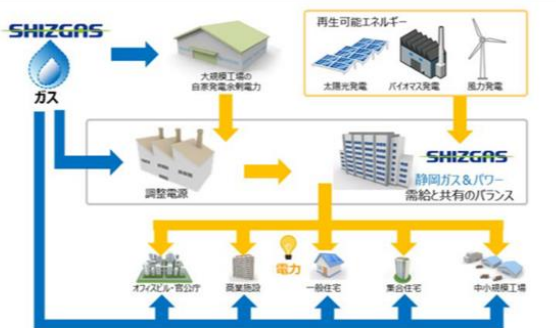 SHIZGAS
ガス
大規模工場の
自家発電余剰電力
再生可能エネルギー
太陽光発電
バイオマス発電
風力発電
調整電源
SHIZGAS
静岡ガス&パワー
需給と共有のバランス
電力
オフィスビル・官公庁
商業施設
一般住宅
集合住宅
中小規模工場